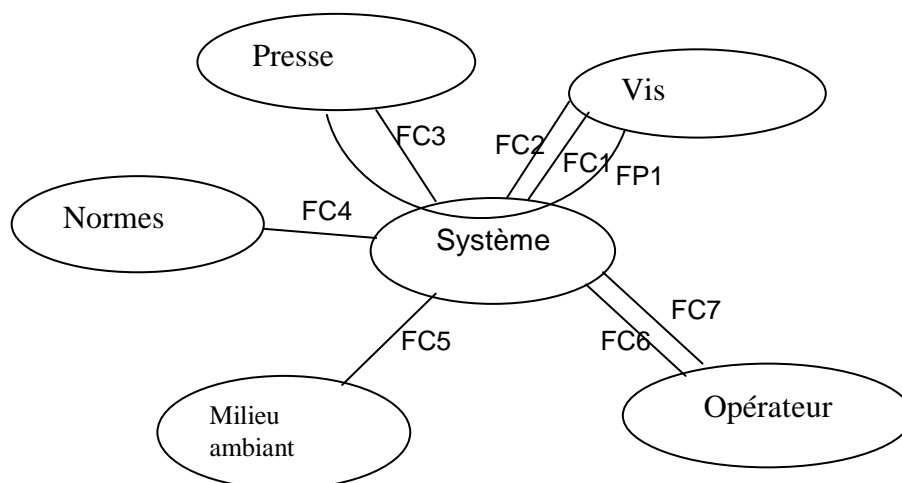 Presse
Vis
FC3
FC2
FC1
FP1
Normes
FC4
Système
FC7
FC5
FC6
Opérateur
Milieu
ambiant